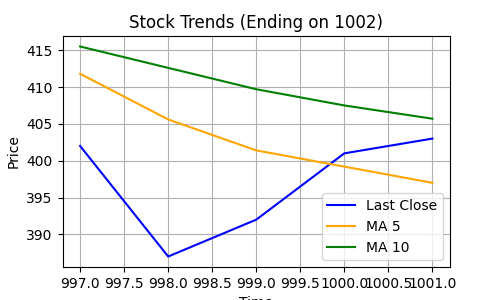 Stock Trends (Ending on 1002)
Price
415
410
405
400
395
390
Last Close
MA 5
MA 10
997.0 997.5 998.0 998.5 999.0 999.5 1000.0 1000.5 1001.0
Time